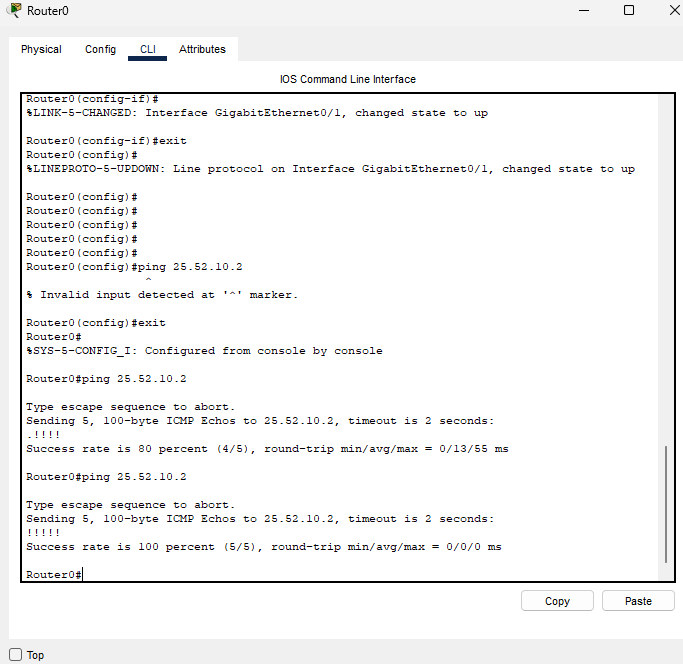 Router0
Physical Config CLI Attributes
IOS Command Line Interface
Router0(config-if)#
%LINK-5-CHANGED: Interface GigabitEthernet0/1, changed state to up
Router0(config-if)#exit
Router0(config)#
%LINEPROTO-5-UPDOWN: Line protocol on Interface GigabitEthernet0/1, changed state to up
Router0(config)#
Router0(config)#
Router0(config)#
Router0(config)#
Router0(config)#
Router0(config)#ping 25.52.10.2
^
% Invalid input detected at '^' marker.
Router0(config)#exit
Router0#
%SYS-5-CONFIG_I: Configured from console by console
Router0#ping 25.52.10.2
Type escape sequence to abort.
Sending 5, 100-byte ICMP Echos to 25.52.10.2, timeout is 2 seconds:
.!!!!
Success rate is 80 percent (4/5), round-trip min/avg/max = 0/13/55 ms
Router0#ping 25.52.10.2
Type escape sequence to abort.
Sending 5, 100-byte ICMP Echos to 25.52.10.2, timeout is 2 seconds:
!!!!!
Success rate is 100 percent (5/5), round-trip min/avg/max = 0/0/0 ms
Router0#
Copy Paste
Top